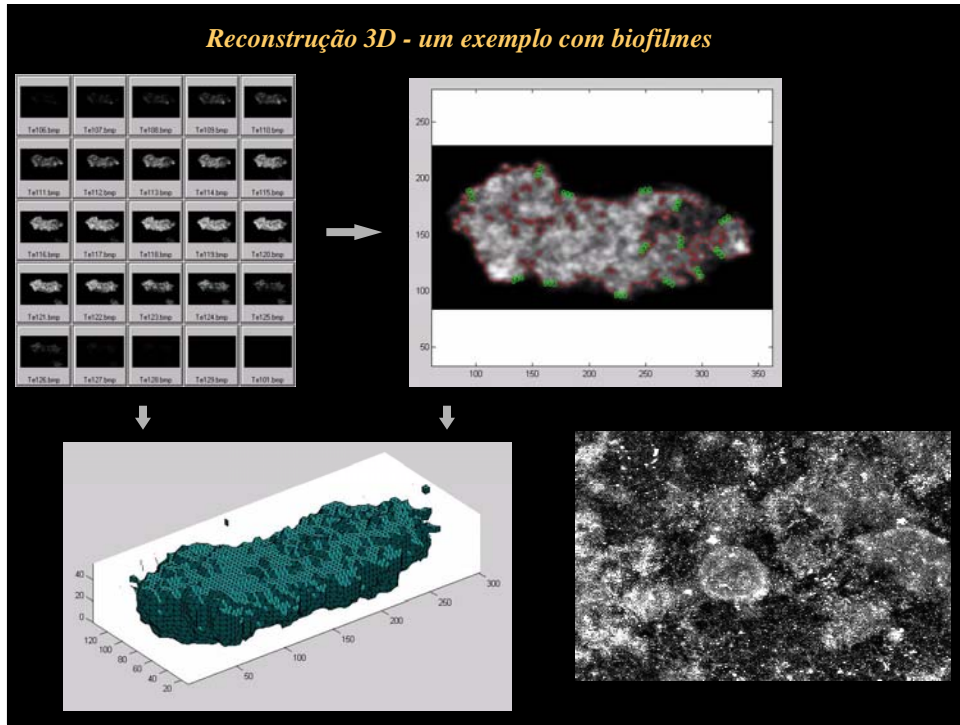 Reconstrução 3D - um exemplo com biofilmes
Te106.bmp Te107.bmp Te108.bmp Te109.bmp Te110.bmp
Te111.bmp Te112.bmp Te113.bmp Te114.bmp Te115.bmp
Te116.bmp Te117.bmp Te118.bmp Te119.bmp Te120.bmp
Te121.bmp Te122.bmp Te123.bmp Te124.bmp Te125.bmp
Te126.bmp Te127.bmp Te128.bmp Te129.bmp Te101.bmp
250
200
150
100
50
100 150 200 250 300 350
40
20
0
120
100
80
60
40
20
50
100
150
200
250
300